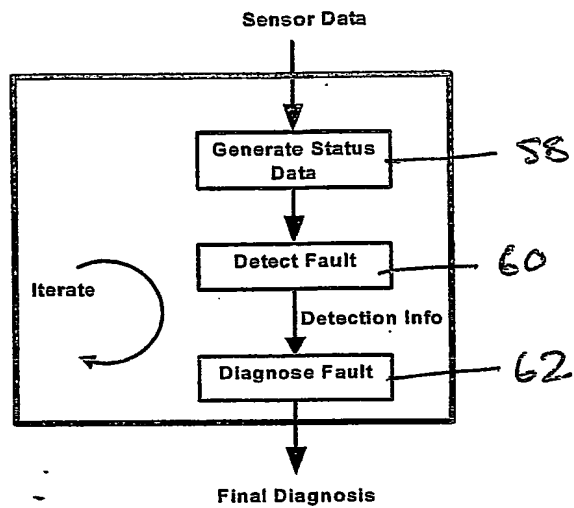 Sensor Data
Generate Status
Data
58
Detect Fault
60
Iterate
Detection Info
Diagnose Fault
62
Final Diagnosis